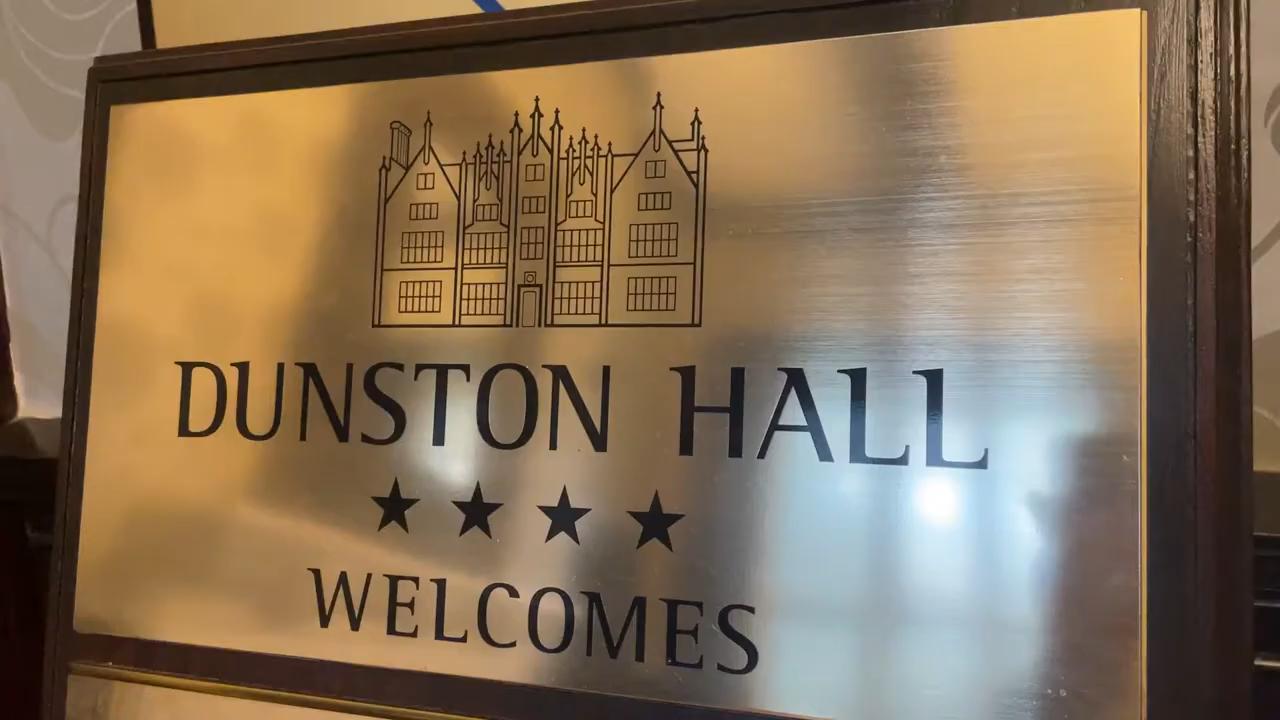 DUNSTON HALL
★ ★ ★ ★
WELCOMES